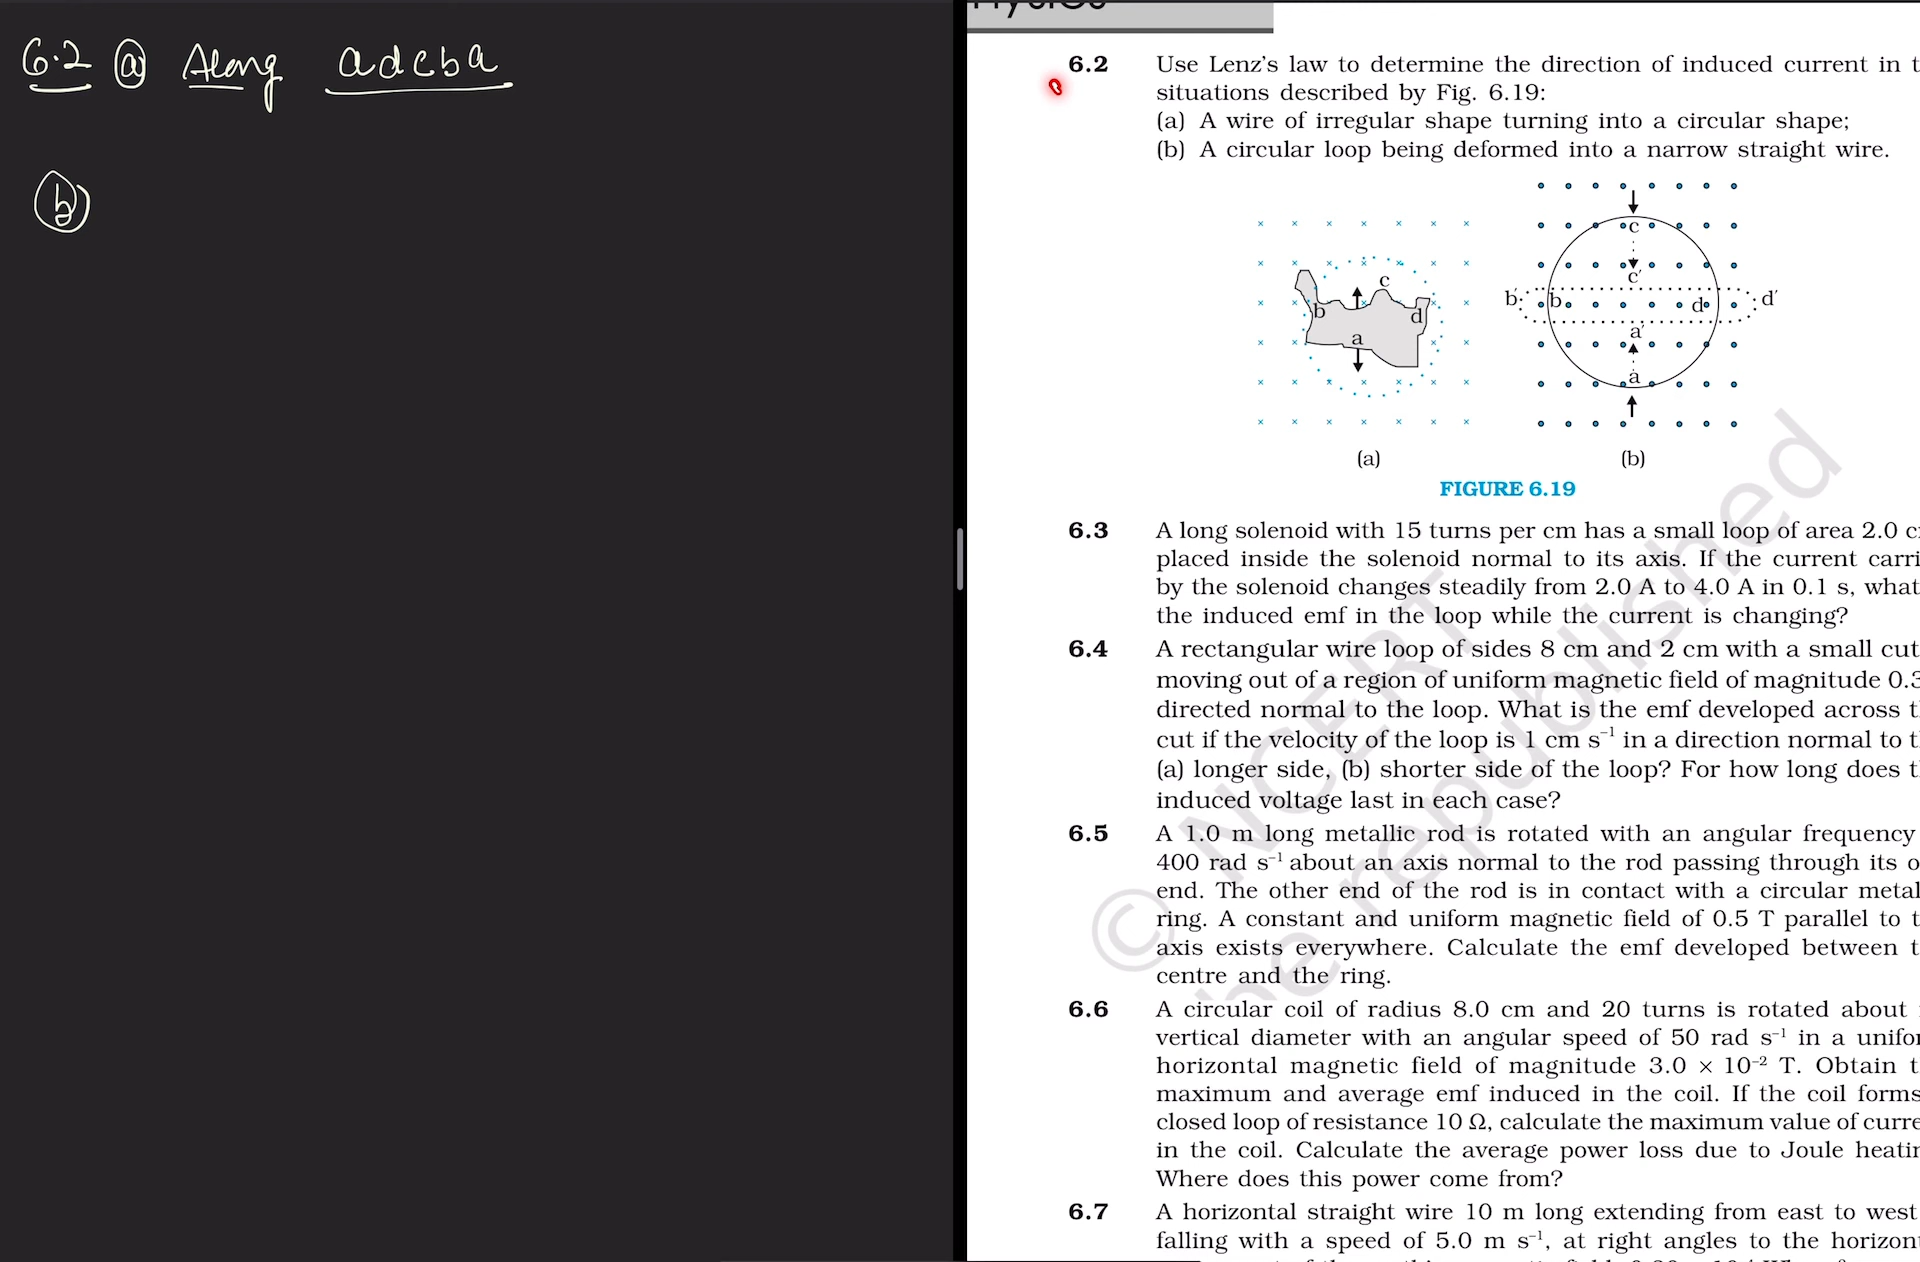 6.2 (a) Along adcba
(b)
Physics
6.2 Use Lenz's law to determine the direction of induced current in
situations described by Fig. 6.19:
(a) A wire of irregular shape turning into a circular shape;
(b) A circular loop being deformed into a narrow straight wire.
c
b
d
a
c
c′
b′ b d d′
a′
a
(a) (b)
FIGURE 6.19
6.3 A long solenoid with 15 turns per cm has a small loop of area 2.0
placed inside the solenoid normal to its axis. If the current
by the solenoid changes steadily from 2.0 A to 4.0 A in 0.1 s, what
the induced emf in the loop while the current is changing?
6.4 A rectangular wire loop of sides 8 cm and 2 cm with a small cut
moving out of a region of uniform magnetic field of magnitude 0.3
directed normal to the loop. What is the emf developed across
cut if the velocity of the loop is 1 cm s⁻¹ in a direction normal to
(a) longer side, (b) shorter side of the loop? For how long does
induced voltage last in each case?
6.5 A 1.0 m long metallic rod is rotated with an angular frequency
400 rad s⁻¹ about an axis normal to the rod passing through its
end. The other end of the rod is in contact with a circular
ring. A constant and uniform magnetic field of 0.5 T parallel to
axis exists everywhere. Calculate the emf developed between
centre and the ring.
6.6 A circular coil of radius 8.0 cm and 20 turns is rotated about
vertical diameter with an angular speed of 50 rad s⁻¹ in a
horizontal magnetic field of magnitude 3.0 × 10⁻² T. Obtain
maximum and average emf induced in the coil. If the coil forms
closed loop of resistance 10 Ω, calculate the maximum value of
in the coil. Calculate the average power loss due to Joule
Where does this power come from?
6.7 A horizontal straight wire 10 m long extending from east to west
falling with a speed of 5.0 m s⁻¹, at right angles to the
© NCERT
be republished